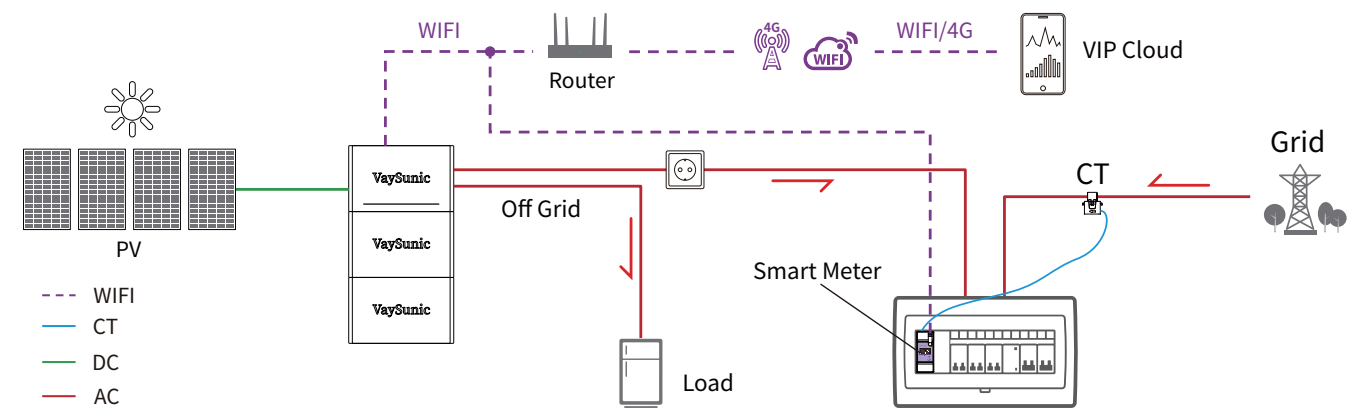 WIFI
4G
WIFI
WIFI/4G
VIP Cloud
Router
Grid
CT
VaySunic
Off Grid
PV
VaySunic
Smart Meter
WIFI
VaySunic
CT
DC
Load
AC